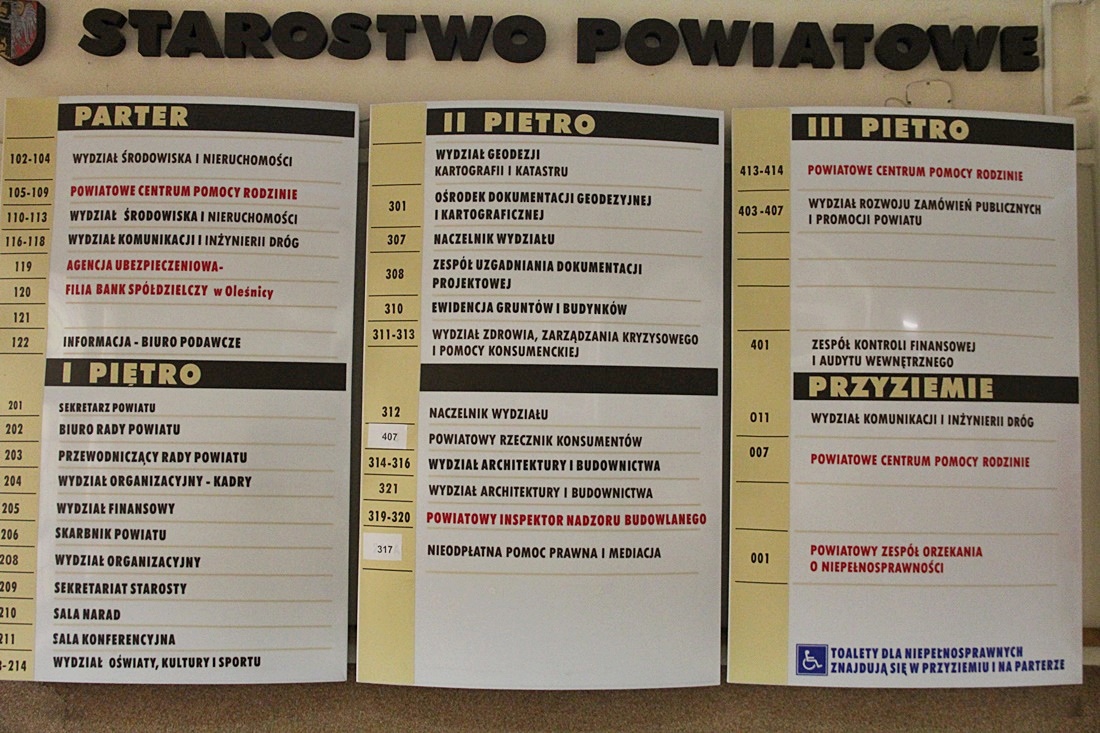 STAROSTWO POWIATOWE
PARTER
102-104 WYDZIAŁ ŚRODOWISKA I NIERUCHOMOŚCI
105-109 POWIATOWE CENTRUM POMOCY RODZINIE
110-113 WYDZIAŁ ŚRODOWISKA I NIERUCHOMOŚCI
116-118 WYDZIAŁ KOMUNIKACJI I INŻYNIERII DRÓG
119 AGENCJA UBEZPIECZENIOWA-
120 FILIA BANK SPÓŁDZIELCZY w Oleśnicy
121
122 INFORMACJA - BIURO PODAWCZE
I PIĘTRO
201 SEKRETARZ POWIATU
202 BIURO RADY POWIATU
203 PRZEWODNICZĄCY RADY POWIATU
204 WYDZIAŁ ORGANIZACYJNY - KADRY
205 WYDZIAŁ FINANSOWY
206 SKARBNIK POWIATU
208 WYDZIAŁ ORGANIZACYJNY
209 SEKRETARIAT STAROSTY
210 SALA NARAD
211 SALA KONFERENCYJNA
-214 WYDZIAŁ OŚWIATY, KULTURY I SPORTU
II PIETRO
WYDZIAŁ GEODEZJI
KARTOGRAFII I KATASTRU
301 OŚRODEK DOKUMENTACJI GEODEZYJNEJ
I KARTOGRAFICZNEJ
307 NACZELNIK WYDZIAŁU
308 ZESPÓŁ UZGADNIANIA DOKUMENTACJI
PROJEKTOWEJ
310 EWIDENCJA GRUNTÓW I BUDYNKÓW
311-313 WYDZIAŁ ZDROWIA, ZARZĄDZANIA KRYZYSOWEGO
I POMOCY KONSUMENCKIEJ
312 NACZELNIK WYDZIAŁU
407 POWIATOWY RZECZNIK KONSUMENTÓW
314-316 WYDZIAŁ ARCHITEKTURY I BUDOWNICTWA
321 WYDZIAŁ ARCHITEKTURY I BUDOWNICTWA
319-320 POWIATOWY INSPEKTOR NADZORU BUDOWLANEGO
317 NIEODPŁATNA POMOC PRAWNA I MEDIACJA
III PIETRO
413-414 POWIATOWE CENTRUM POMOCY RODZINIE
403-407 WYDZIAŁ ROZWOJU ZAMÓWIEŃ PUBLICZNYCH
I PROMOCJI POWIATU
401 ZESPÓŁ KONTROLI FINANSOWEJ
I AUDYTU WEWNĘTRZNEGO
PRZYZIEMIE
011 WYDZIAŁ KOMUNIKACJI I INŻYNIERII DRÓG
007 POWIATOWE CENTRUM POMOCY RODZINIE
001 POWIATOWY ZESPÓŁ ORZEKANIA
O NIEPEŁNOSPRAWNOŚCI
TOALETY DLA NIEPEŁNOSPRAWNYCH
ZNAJDUJĄ SIĘ W PRZYZIEMIU I NA PARTERZE